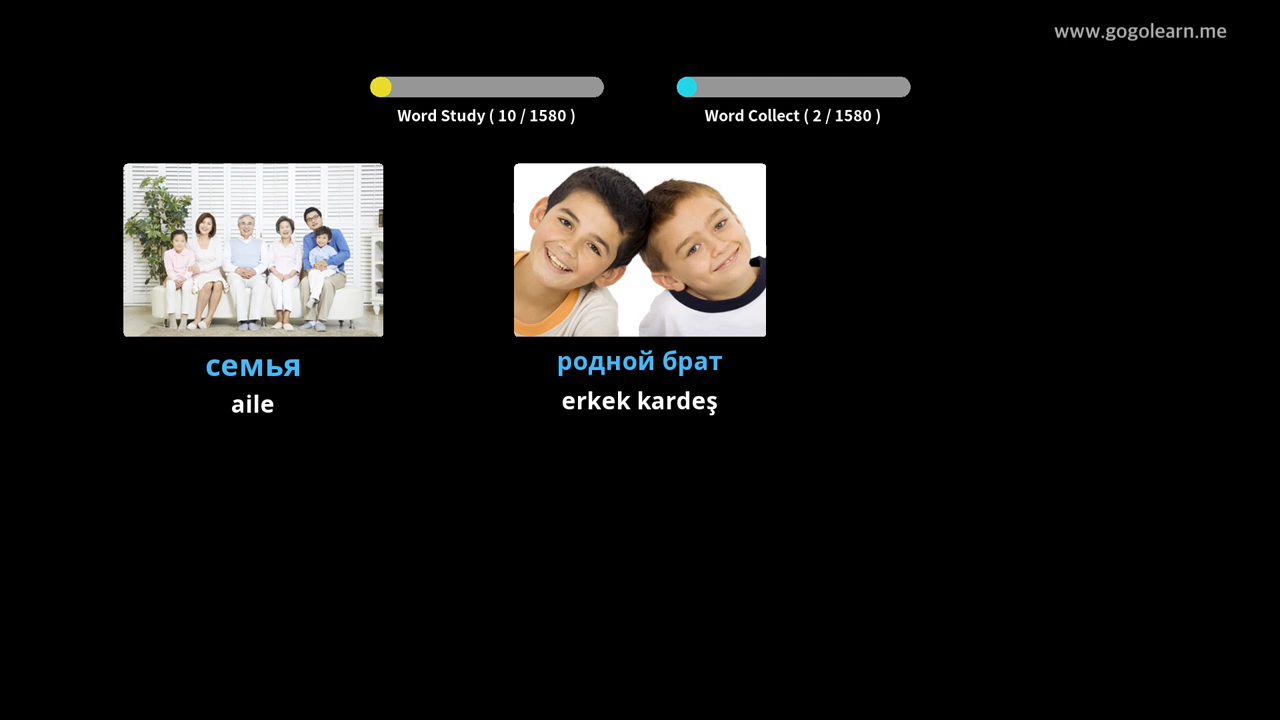 www.gogolearn.me
Word Study ( 10 / 1580 )
Word Collect ( 2 / 1580 )
семья
aile
родной брат
erkek kardeş